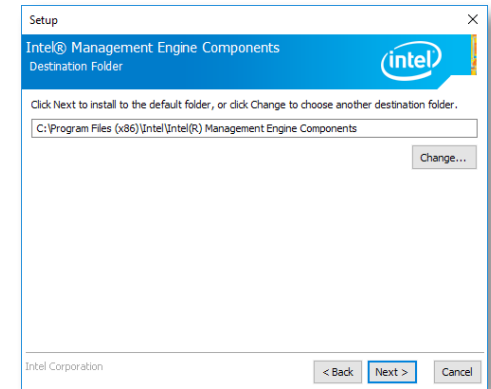 Setup
Intel® Management Engine Components
Destination Folder
intel
Click Next to install to the default folder, or click Change to choose another destination folder.
C:\Program Files (x86)\Intel\Intel(R) Management Engine Components
Change...
Intel Corporation
< Back
Next >
Cancel